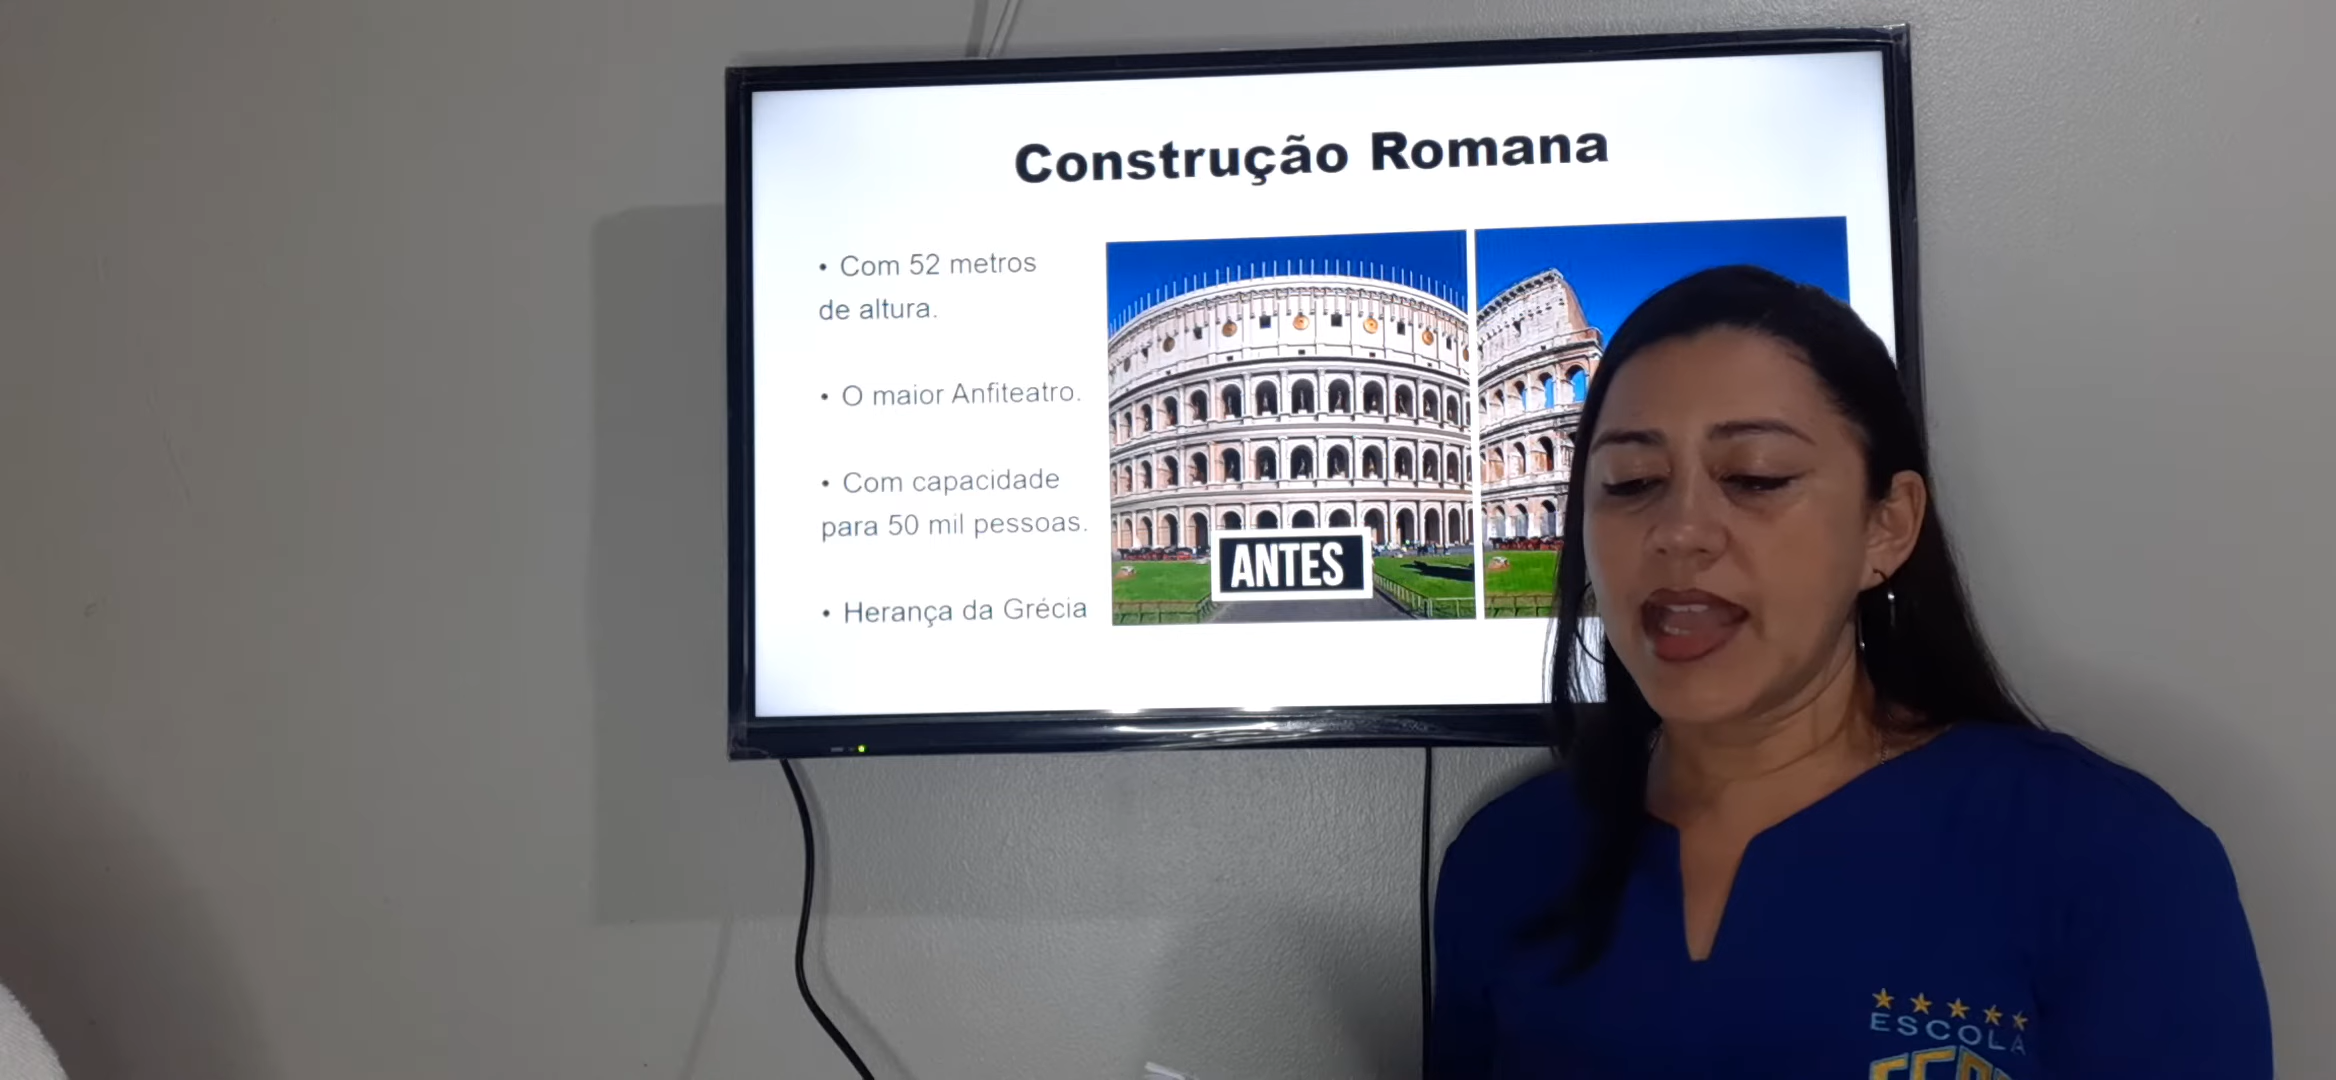 Construção Romana
• Com 52 metros
de altura.
• O maior Anfiteatro.
• Com capacidade
para 50 mil pessoas.
• Herança da Grécia
ANTES
ESCOLA